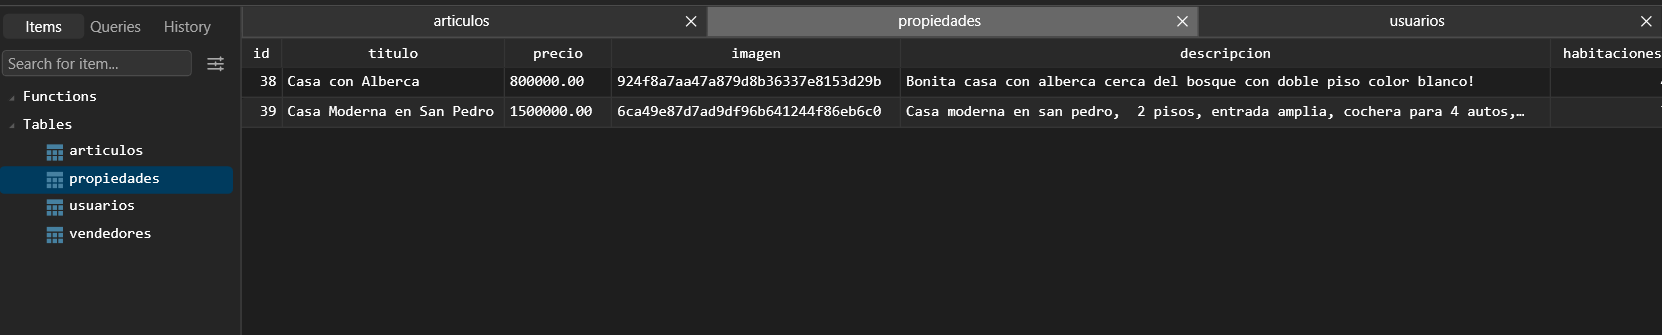 Items Queries History
Search for item...
Functions
Tables
articulos
propiedades
usuarios
vendedores
articulos propiedades usuarios
id titulo precio imagen descripcion habitaciones
38 Casa con Alberca 800000.00 924f8a7aa47a879d8b36337e8153d29b Bonita casa con alberca cerca del bosque con doble piso color blanco!
39 Casa Moderna en San Pedro 1500000.00 6ca49e87d7ad9df96b641244f86eb6c0 Casa moderna en san pedro,  2 pisos, entrada amplia, cochera para 4 autos,…